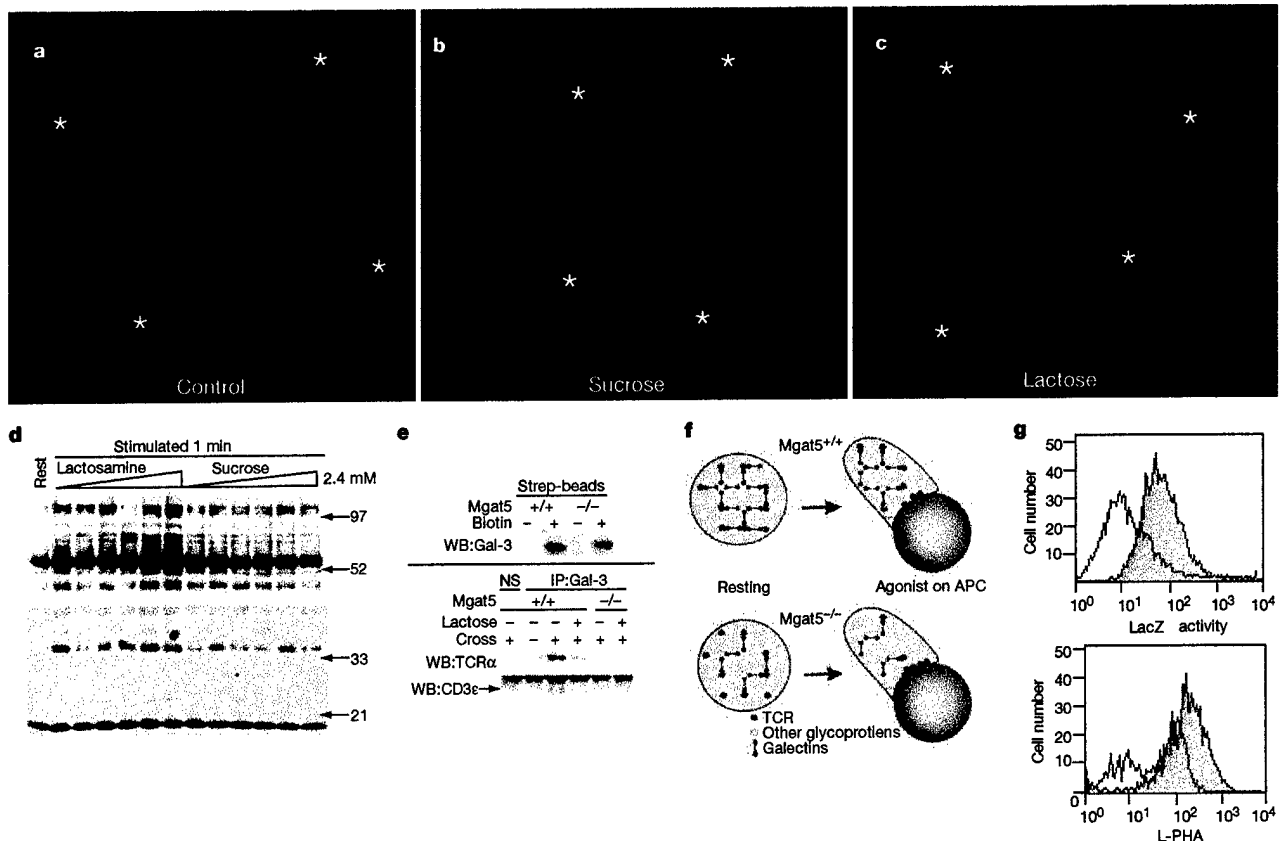 a
b
c
Control
Sucrose
Lactose
d
Stimulated 1 min
Rest
Lactosamine
Sucrose
2.4 mM
97
52
33
21
e
Strep-beads
Mgat5 +/+ –/–
Biotin – + – +
WB:Gal-3
NS IP:Gal-3
Mgat5 +/+ –/–
Lactose – – – + – +
Cross + – + + + +
WB:TCRα
WB:CD3ε
f
Mgat5+/+
Resting
Agonist on APC
Mgat5–/–
TCR
Other glycoprotiens
Galectins
g
Cell number
50
40
30
20
10
10⁰ 10¹ 10² 10³ 10⁴
LacZ activity
Cell number
50
40
30
20
10
0
10⁰ 10¹ 10² 10³ 10⁴
L-PHA